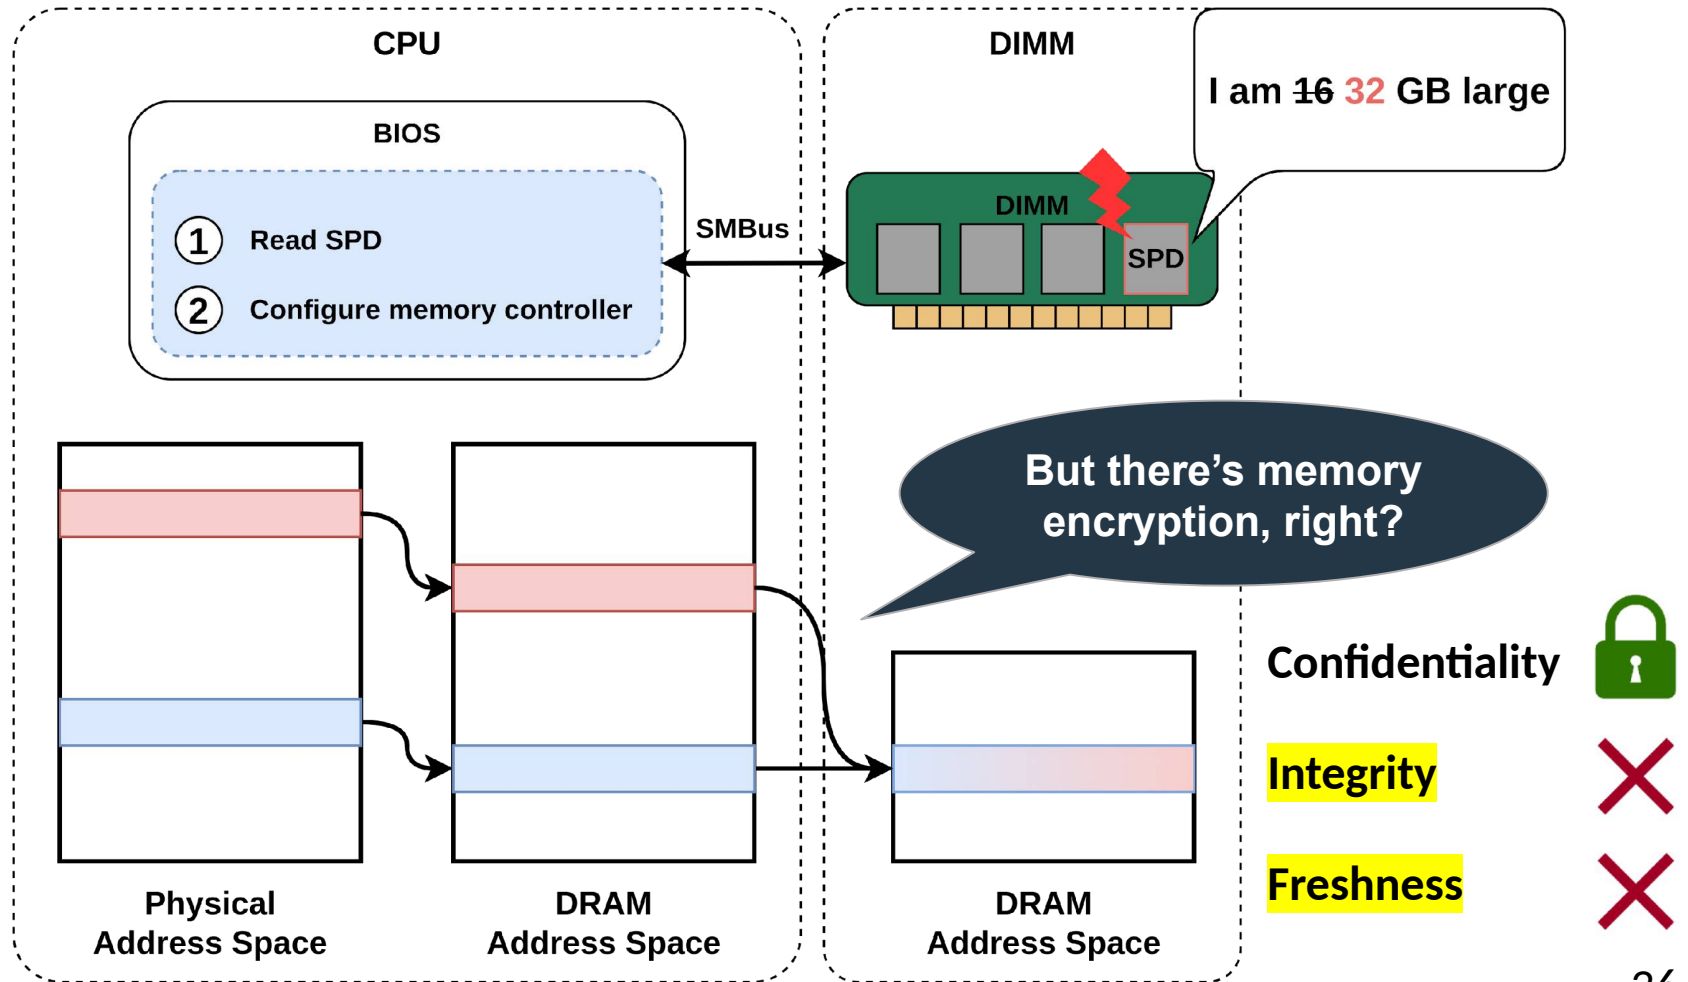 CPU
BIOS
1 Read SPD
2 Configure memory controller
SMBus
DIMM
I am 16 32 GB large
DIMM
SPD
But there’s memory
encryption, right?
Physical
Address Space
DRAM
Address Space
DRAM
Address Space
Confidentiality
Integrity
Freshness